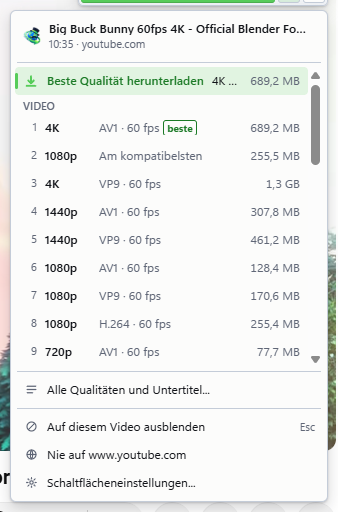 Big Buck Bunny 60fps 4K - Official Blender Fo...
10:35 · youtube.com
Beste Qualität herunterladen 4K ... 689,2 MB
VIDEO
1 4K AV1 · 60 fps beste 689,2 MB
2 1080p Am kompatibelsten 255,5 MB
3 4K VP9 · 60 fps 1,3 GB
4 1440p AV1 · 60 fps 307,8 MB
5 1440p VP9 · 60 fps 461,2 MB
6 1080p AV1 · 60 fps 128,4 MB
7 1080p VP9 · 60 fps 170,6 MB
8 1080p H.264 · 60 fps 255,4 MB
9 720p AV1 · 60 fps 77,7 MB
Alle Qualitäten und Untertitel...
Auf diesem Video ausblenden Esc
Nie auf www.youtube.com
Schaltflächeneinstellungen...